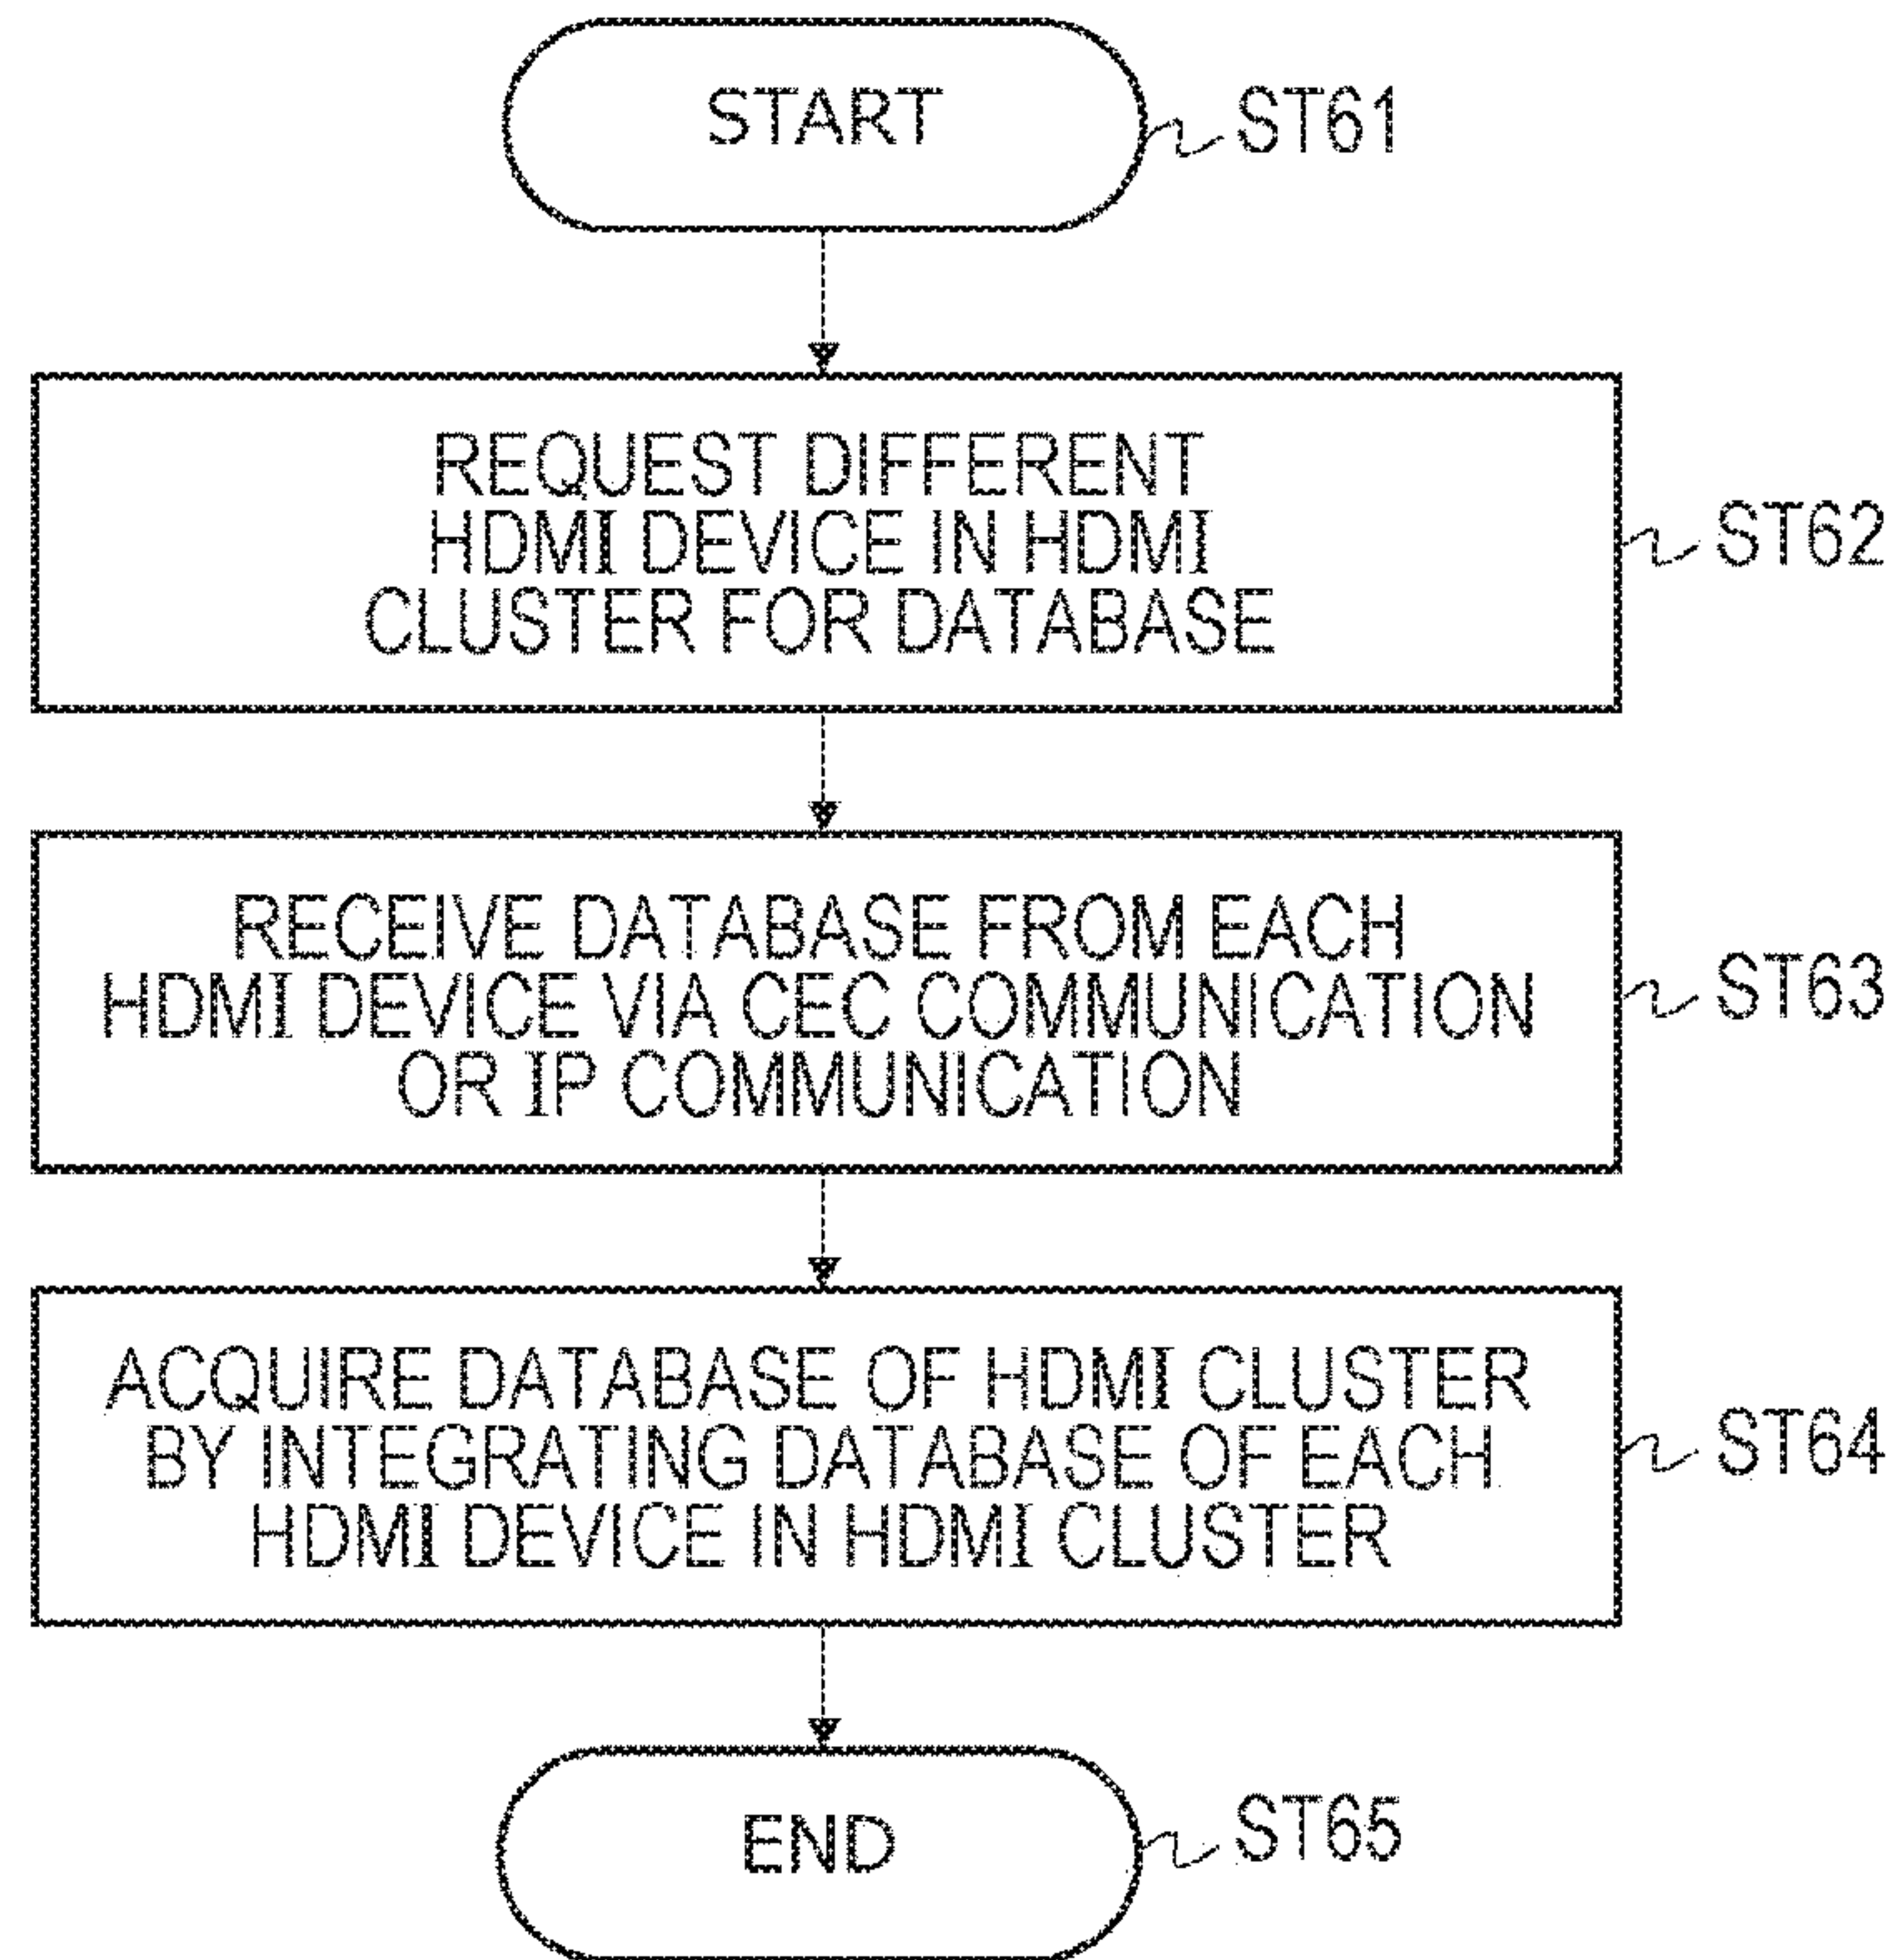 START
ST61
REQUEST DIFFERENT
HDMI DEVICE IN HDMI
CLUSTER FOR DATABASE
ST62
RECEIVE DATABASE FROM EACH
HDMI DEVICE VIA CEC COMMUNICATION
OR IP COMMUNICATION
ST63
ACQUIRE DATABASE OF HDMI CLUSTER
BY INTEGRATING DATABASE OF EACH
HDMI DEVICE IN HDMI CLUSTER
ST64
END
ST65